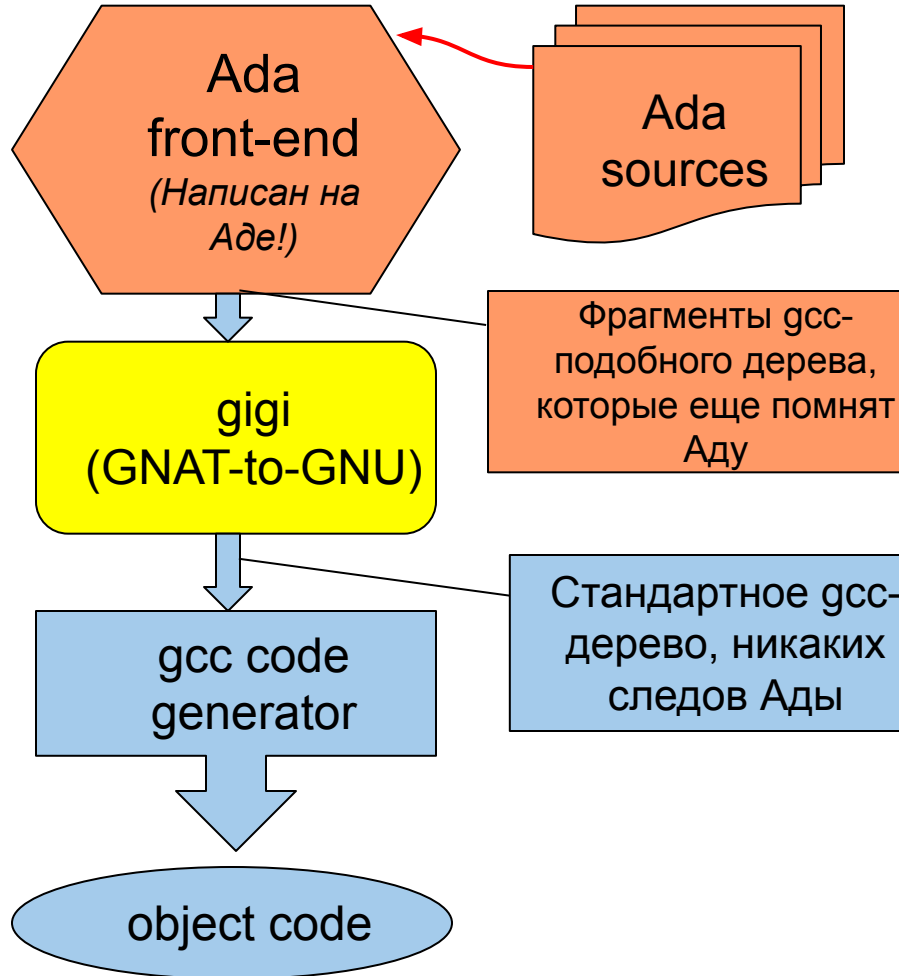 Ada
front-end
(Написан на
Аде!)
Ada
sources
Фрагменты gcc-
подобного дерева,
которые еще помнят
Аду
gigi
(GNAT-to-GNU)
Стандартное gcc-
дерево, никаких
следов Ады
gcc code
generator
object code